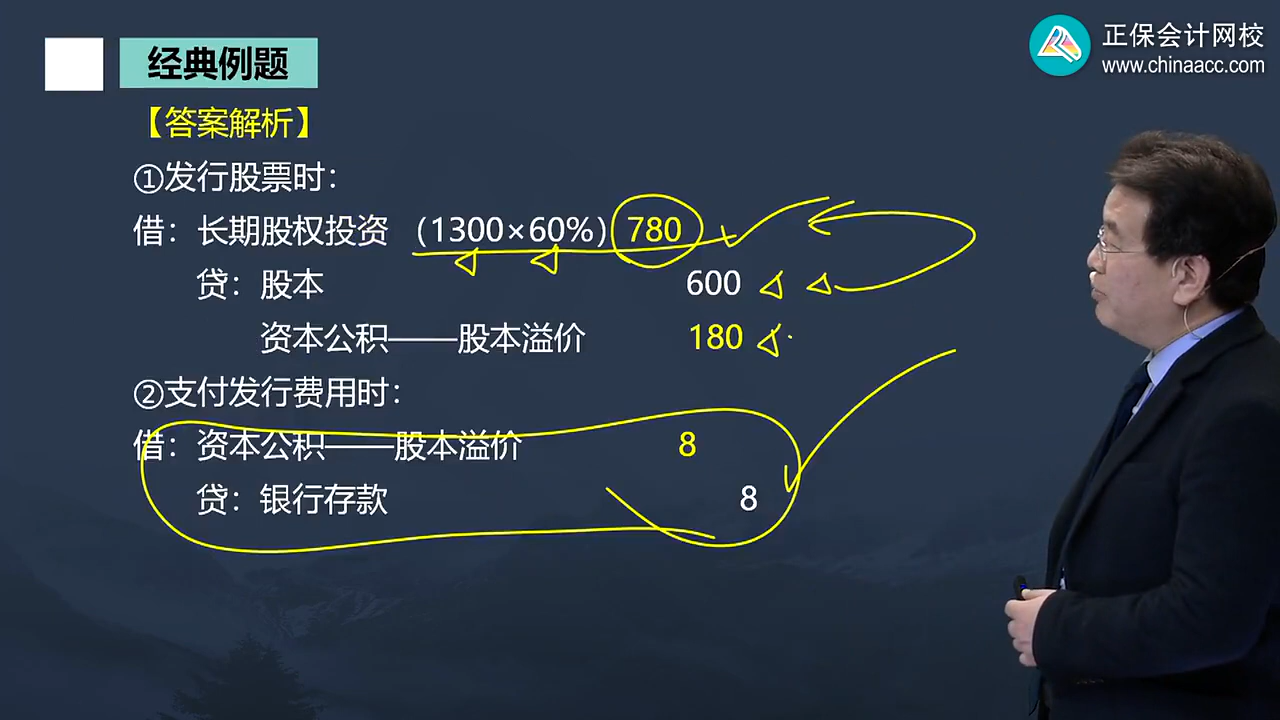 正保会计网校
www.chinaacc.com
经典例题
【答案解析】
①发行股票时：
借：长期股权投资 （1300×60%）780
贷：股本 600
资本公积——股本溢价 180
②支付发行费用时：
借：资本公积——股本溢价 8
贷：银行存款 8